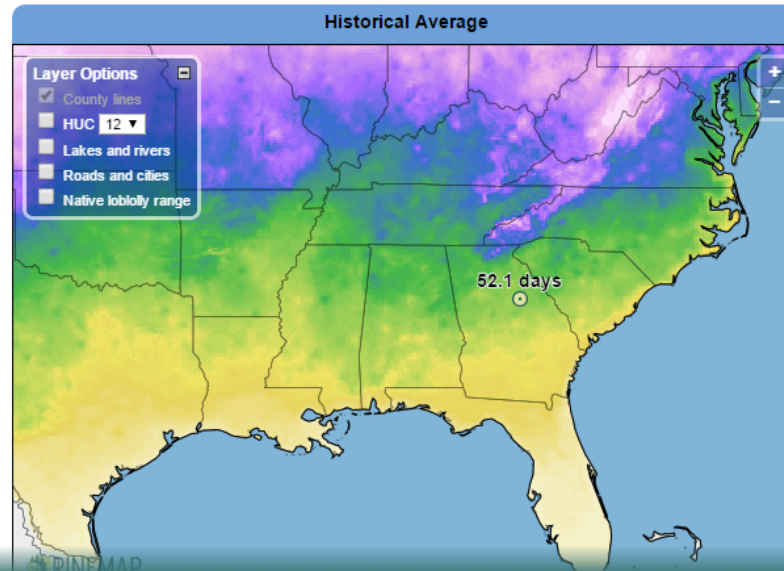 Historical Average
Layer Options
County lines
HUC 12
Lakes and rivers
Roads and cities
Native loblolly range
52.1 days
PINEMAP